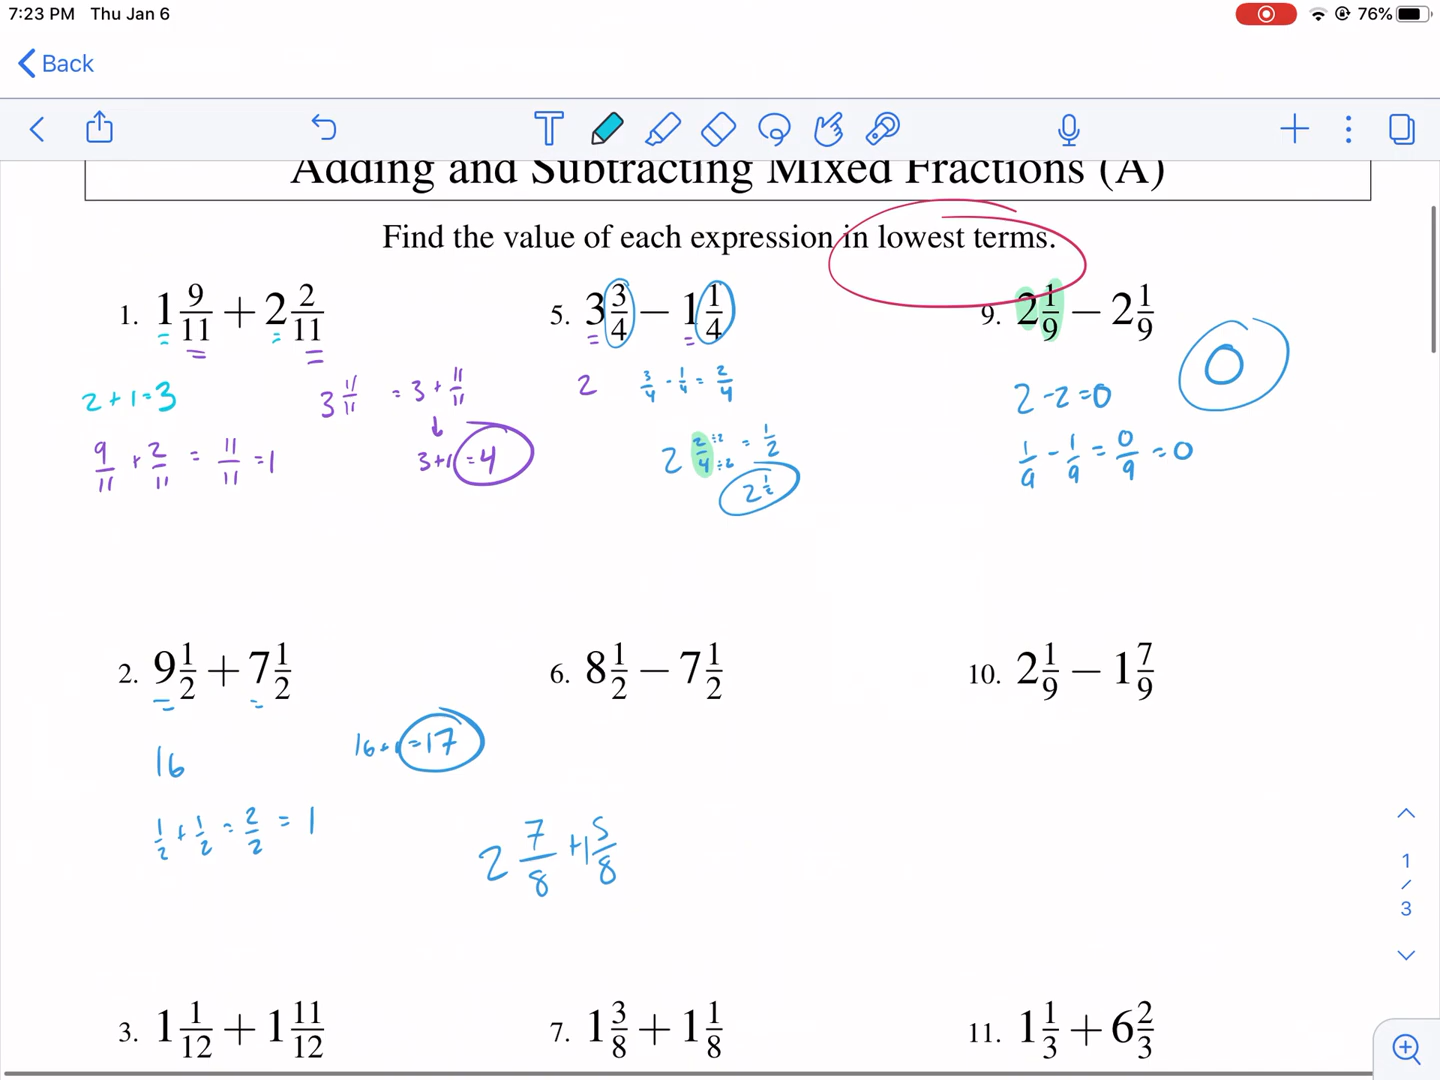 7:23 PM Thu Jan 6
76%
Back
T
Adding and Subtracting Mixed Fractions (A)
Find the value of each expression in lowest terms.
1. 1 9/11 + 2 2/11
2 + 1 = 3
9/11 + 2/11 = 11/11 = 1
3 11/11 = 3 + 11/11
3+1 = 4
5. 3 3/4 − 1 1/4
2
3/4 - 1/4 = 2/4
2 2/4 ÷2/÷2 = 1/2
2 1/2
9. 2 1/9 − 2 1/9
2 - 2 = 0
1/9 - 1/9 = 0/9 = 0
0
2. 9 1/2 + 7 1/2
16
1/2 + 1/2 = 2/2 = 1
16 + 1 = 17
6. 8 1/2 − 7 1/2
2 7/8 + 1 5/8
10. 2 1/9 − 1 7/9
3. 1 1/12 + 1 11/12
7. 1 3/8 + 1 1/8
11. 1 1/3 + 6 2/3
1
/
3